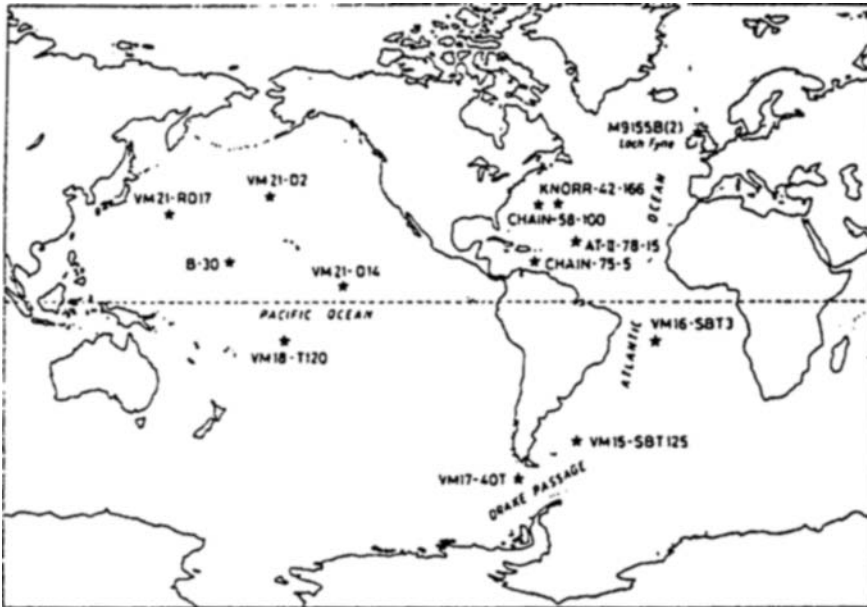 M9155B(2)
Loch Fyne
VM21-D2
VM21-RD17
KNORR-42-166
CHAIN-58-100
OCEAN
AT-II-78-15
B-30
CHAIN-75-5
VM21-D14
PACIFIC OCEAN
VM16-SBT3
ATLANTIC
VM18-T120
VM15-SBT125
VM17-40T
DRAKE PASSAGE